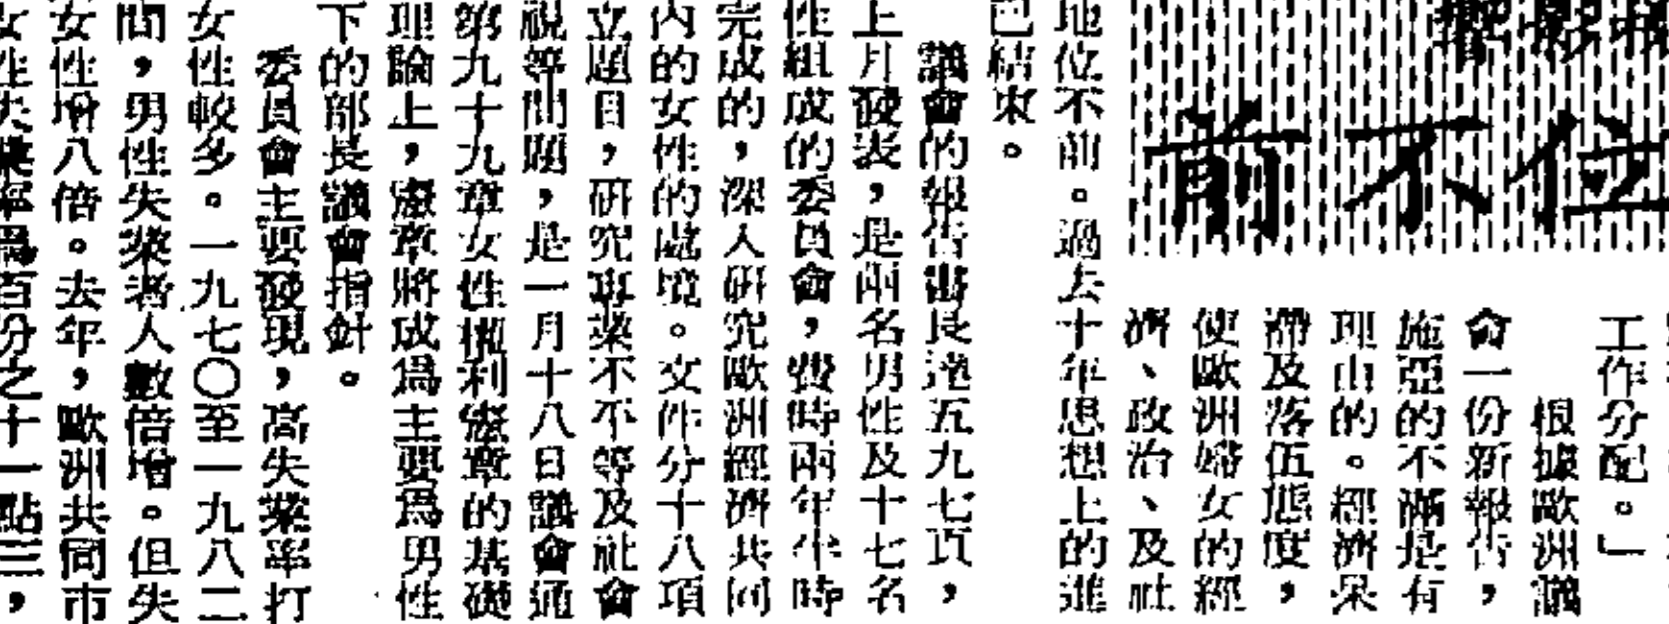 位不前
工作分配。」
根據歐洲議
會一份新報告，
施亞的不滿是有
理由的。經濟呆
滯及落伍態度，
使歐洲婦女的經
濟、政治、及社
地位不前。過去十年思想上的進
已結束。
議會的報告書長達五九七頁，
上月發表，是兩名男性及十七名
性組成的委員會，費時兩年半時
完成的，深入研究歐洲經濟共同
內的女性的處境。文件分十八項
立題目，研究專業不平等及社會
視等問題，是一月十八日議會通
第九十九章女性權利憲章的基礎
理論上，憲章將成爲主要爲男性
下的部長議會指針。
委員會主要發現，高失業率打
女性較多。一九七〇至一九八二
間，男性失業者人數倍增。但失
女性增八倍。去年，歐洲共同市
女性失業率爲百分之十一點三，